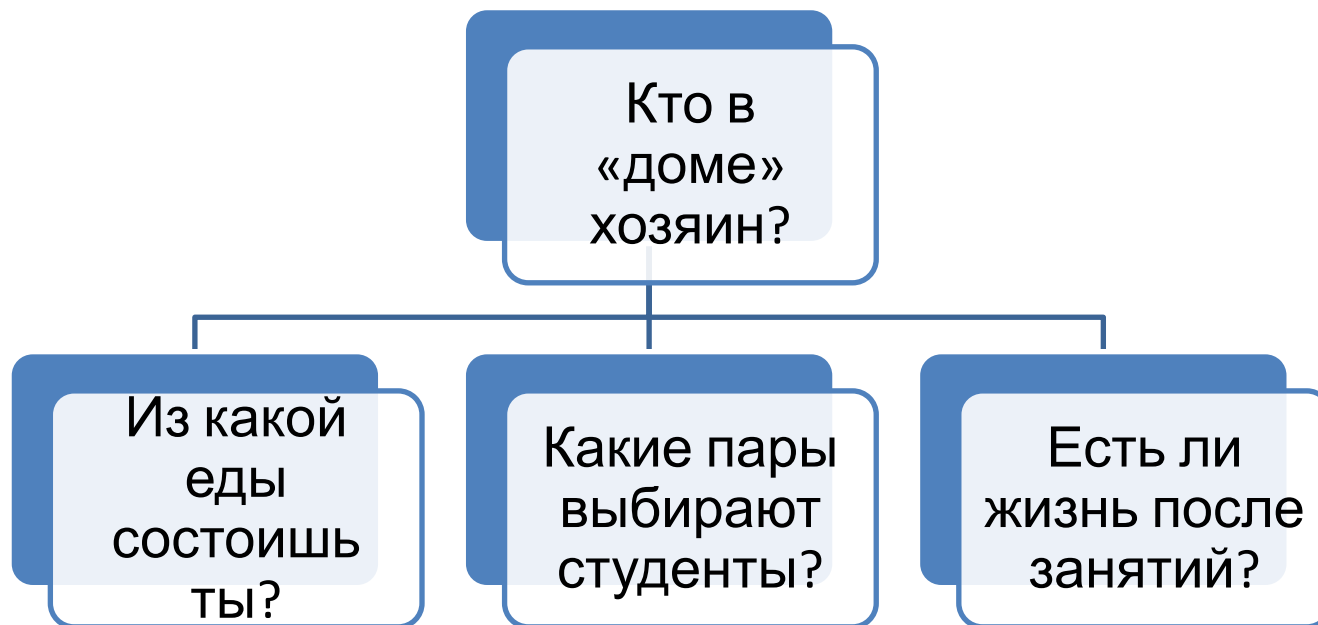 Кто в
«доме»
хозяин?
Из какой
еды
состоишь
ты?
Какие пары
выбирают
студенты?
Есть ли
жизнь после
занятий?